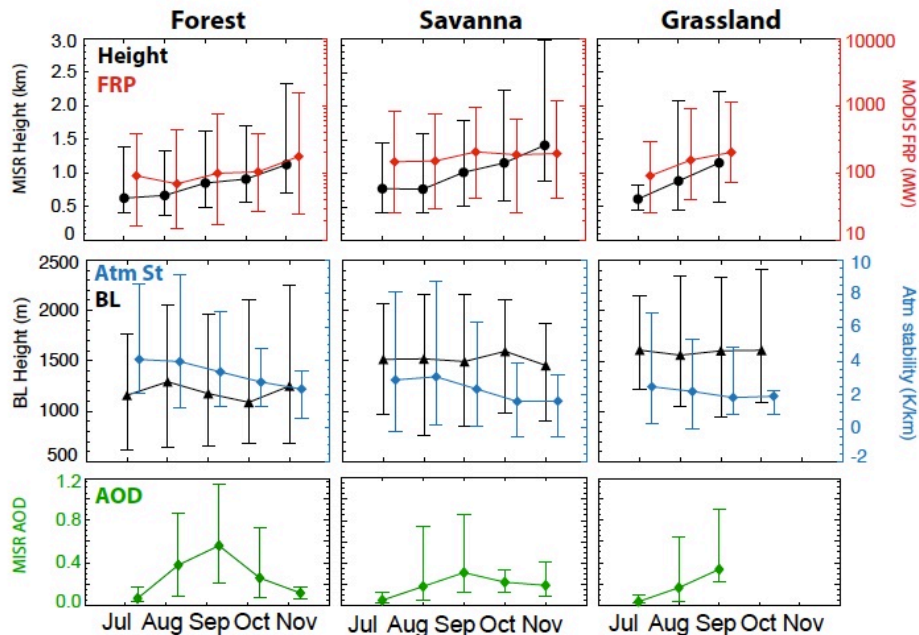 Forest Savanna Grassland
3.0
2.5
2.0
1.5
1.0
0.5
0
MISR Height (km)
Height
FRP
10000
1000
100
10
MODIS FRP (MW)
2500
2000
1500
1000
500
BL Height (m)
Atm St
BL
10
8
6
4
2
0
-2
Atm stability (K/km)
1.2
0.8
0.4
0.0
MISR AOD
AOD
Jul Aug Sep Oct Nov
Jul Aug Sep Oct Nov
Jul Aug Sep Oct Nov